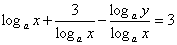 log_a x + 3/(log_a x) − (log_a y)/(log_a x) = 3